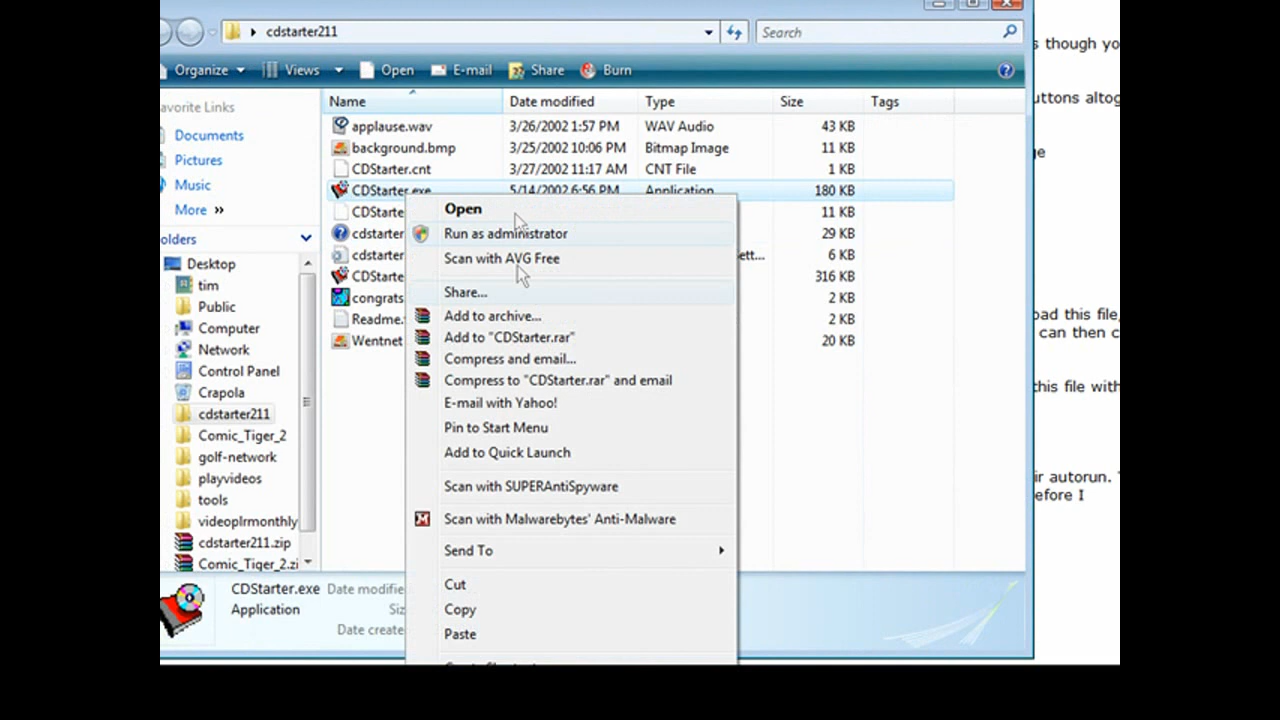 cdstarter211
Search
s though yo
Organize Views Open E-mail Share Burn
uttons altog
Favorite Links
Name Date modified Type Size Tags
applause.wav 3/26/2002 1:57 PM WAV Audio 43 KB
Documents
background.bmp 3/25/2002 10:06 PM Bitmap Image 11 KB
ge
Pictures
CDStarter.cnt 3/27/2002 11:17 AM CNT File 1 KB
Music
CDStarter.exe 5/14/2002 6:56 PM Application 180 KB
More »
CDStarte 11 KB
Open
cdstarter 29 KB
Run as administrator
olders
cdstarter ett... 6 KB
Scan with AVG Free
Desktop
CDStarte 316 KB
tim
congrats 2 KB
Share...
Public
Readme. 2 KB
Add to archive...
oad this file,
Computer
can then c
Wentnet 20 KB
Add to "CDStarter.rar"
Network
Compress and email...
Control Panel
Compress to "CDStarter.rar" and email
this file with
Crapola
E-mail with Yahoo!
cdstarter211
Pin to Start Menu
Comic_Tiger_2
Add to Quick Launch
golf-network
playvideos
Scan with SUPERAntiSpyware
ir autorun. T
efore I
tools
videoplrmonthly
Scan with Malwarebytes' Anti-Malware
cdstarter211.zip
Send To
Comic_Tiger_2.zi
CDStarter.exe Date modifie
Cut
Application Siz
Copy
Date create
Paste